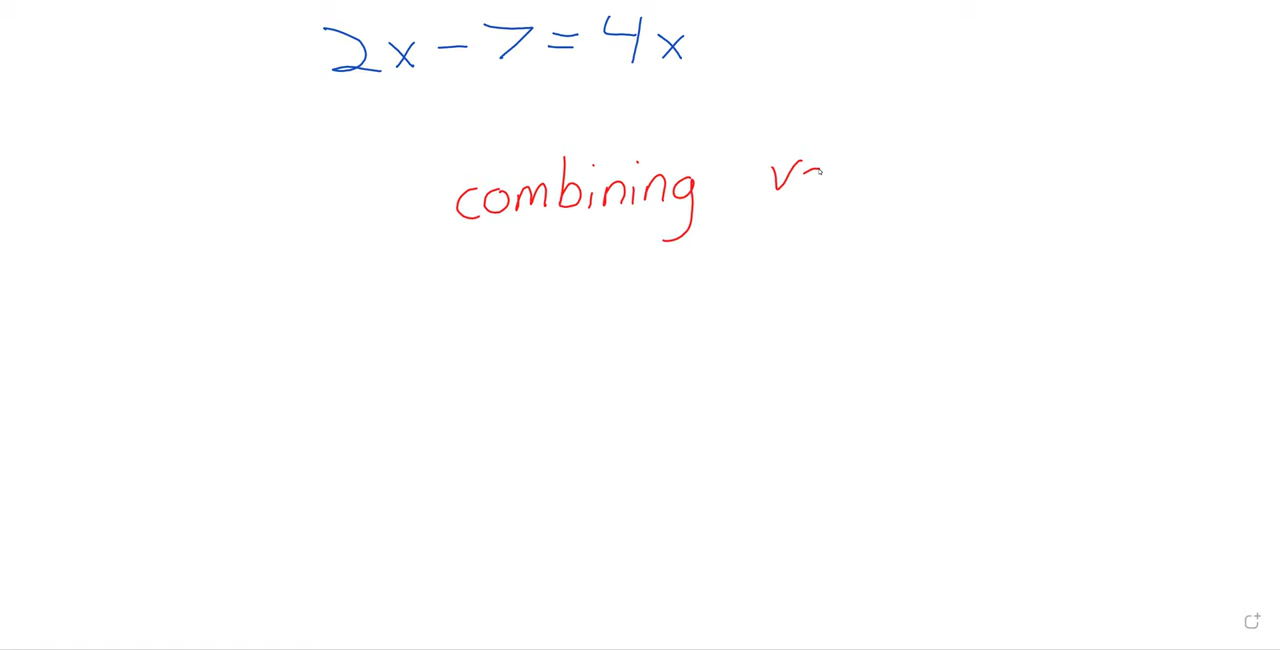 2x - 7 = 4x
combining